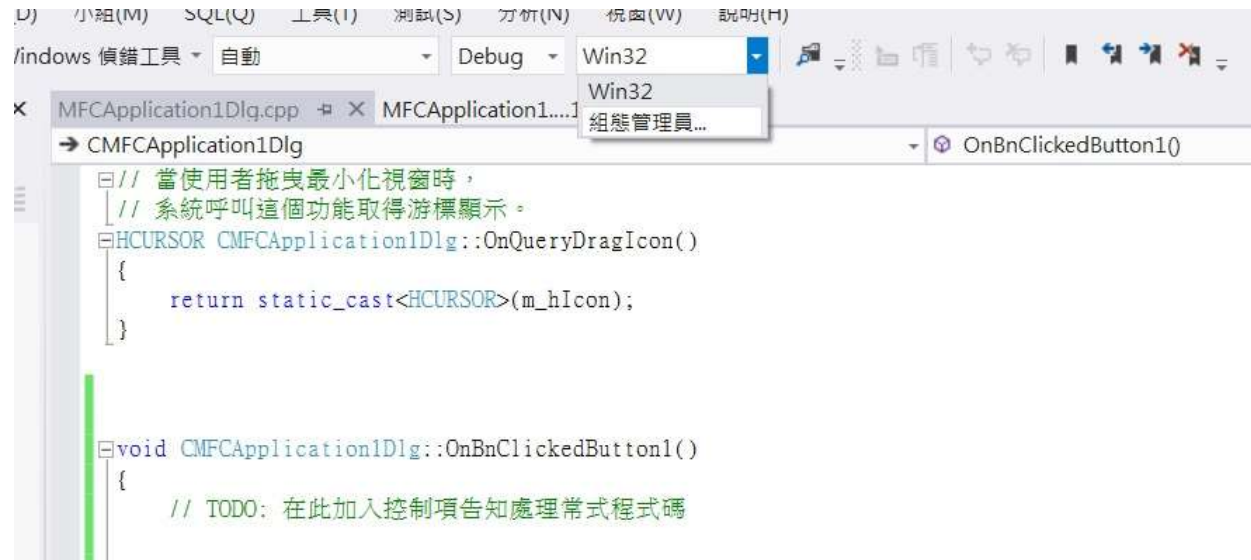 D) 小組(M) SQL(Q) 工具(T) 測試(S) 分析(N) 視窗(W) 說明(H)
Windows 偵錯工具 自動 Debug Win32
Win32
組態管理員...
MFCApplication1Dlg.cpp MFCApplication1....1
CMFCApplication1Dlg OnBnClickedButton1()
// 當使用者拖曳最小化視窗時，
// 系統呼叫這個功能取得游標顯示。
HCURSOR CMFCApplication1Dlg::OnQueryDragIcon()
{
return static_cast<HCURSOR>(m_hIcon);
}
void CMFCApplication1Dlg::OnBnClickedButton1()
{
// TODO: 在此加入控制項告知處理常式程式碼